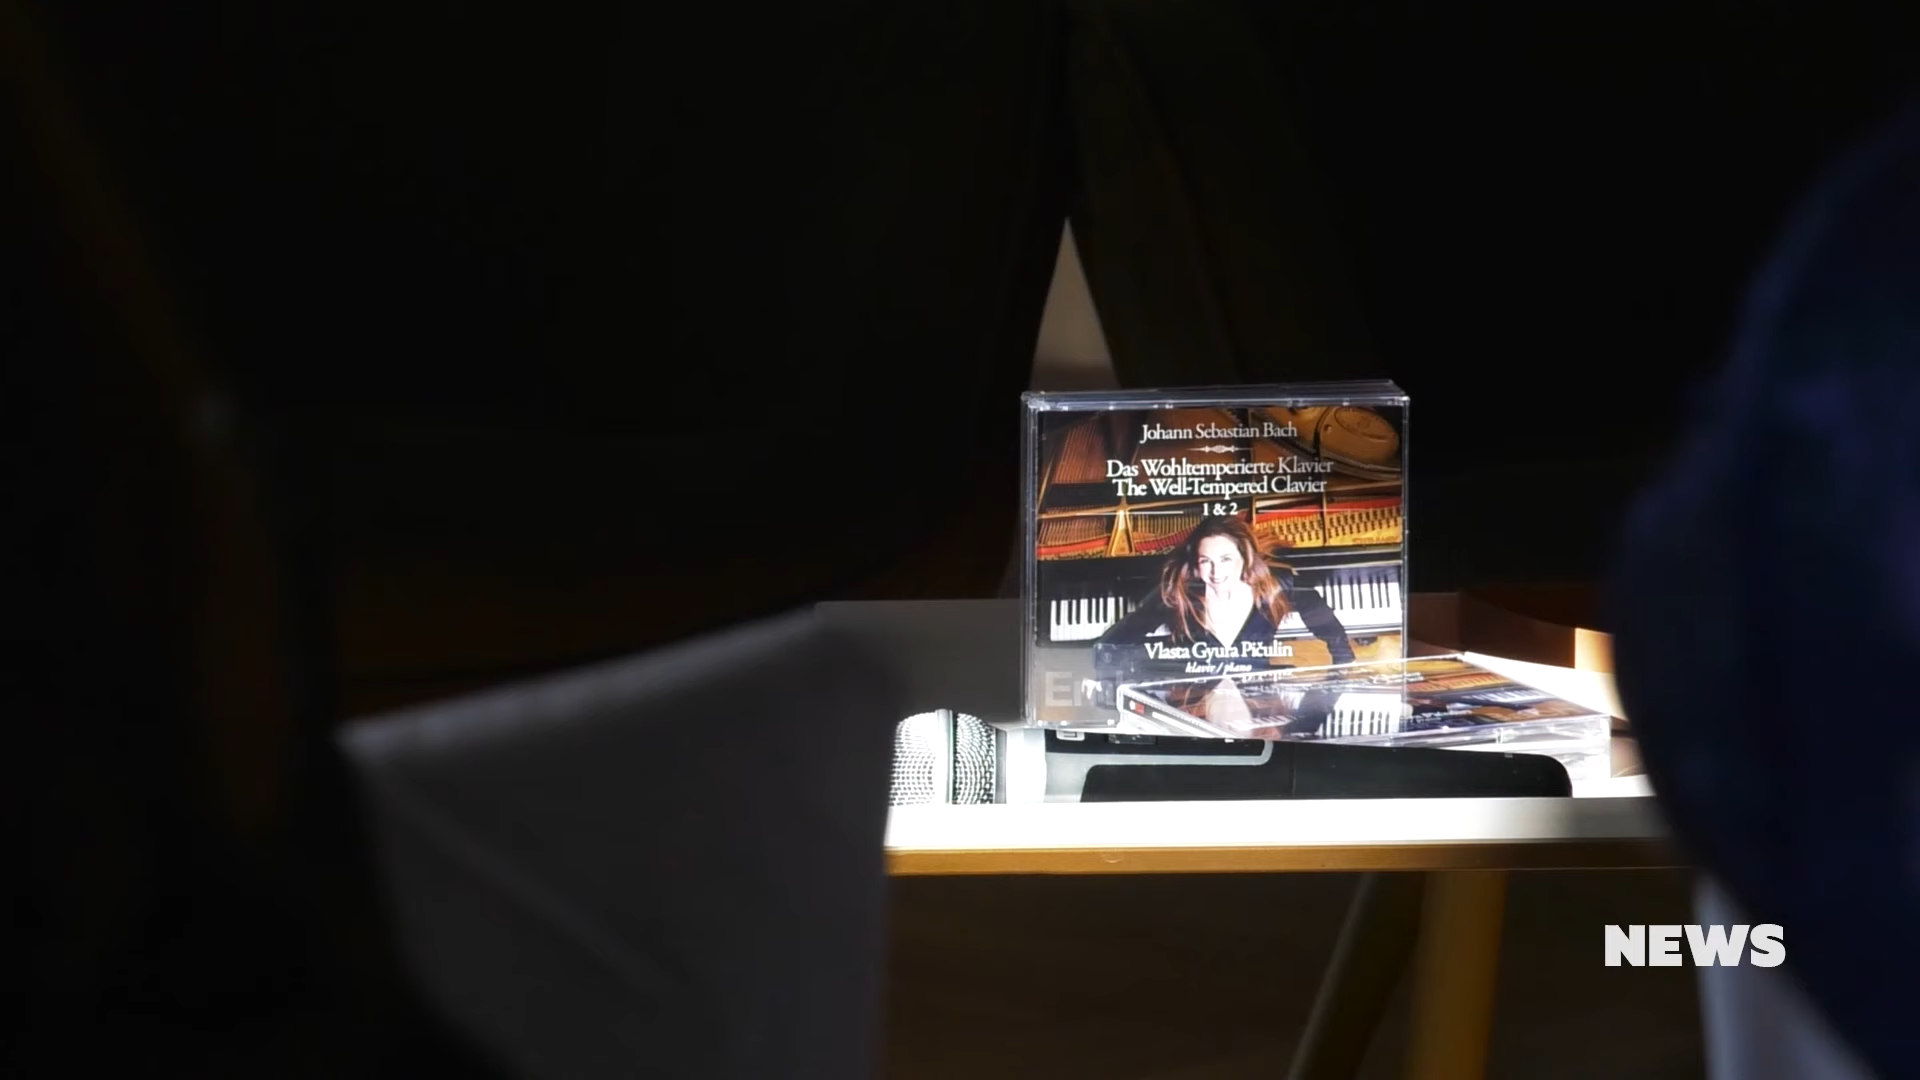 Johann Sebastian Bach
Das Wohltemperierte Klavier
The Well-Tempered Clavier
1 & 2
Vlasta Gyura Pičulin
klavir / piano
NEWS